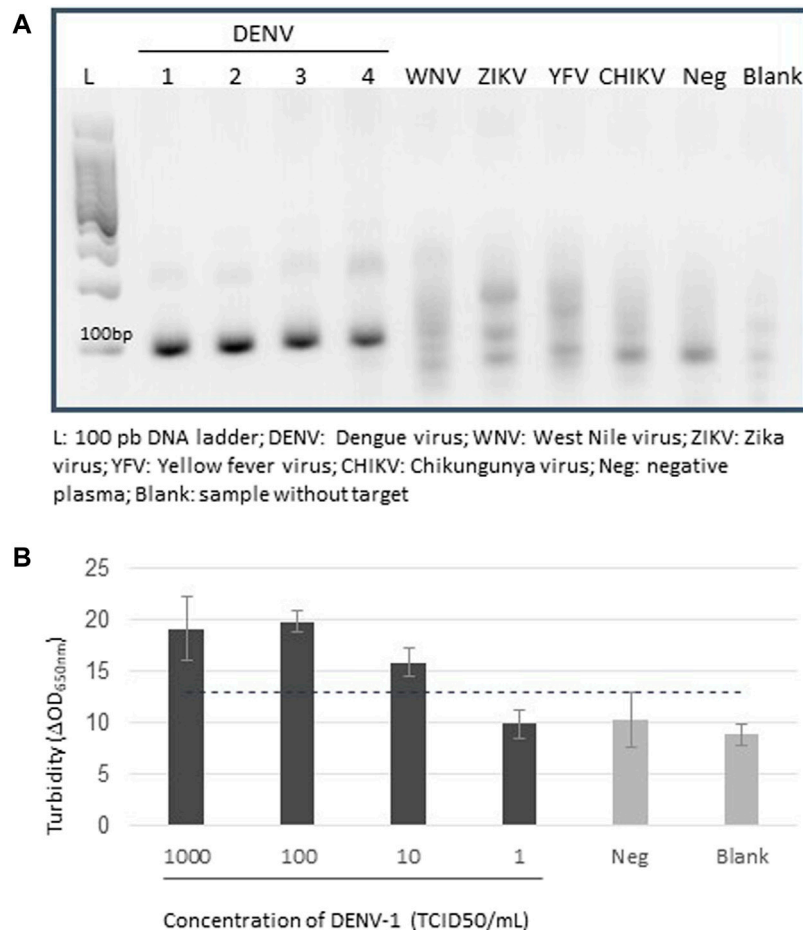 A
DENV
L 1 2 3 4 WNV ZIKV YFV CHIKV Neg Blank
100bp
L: 100 pb DNA ladder; DENV: Dengue virus; WNV: West Nile virus; ZIKV: Zika
virus; YFV: Yellow fever virus; CHIKV: Chikungunya virus; Neg: negative
plasma; Blank: sample without target
B
Turbidity (ΔOD650nm)
25
20
15
10
5
0
1000 100 10 1 Neg Blank
Concentration of DENV-1 (TCID50/mL)